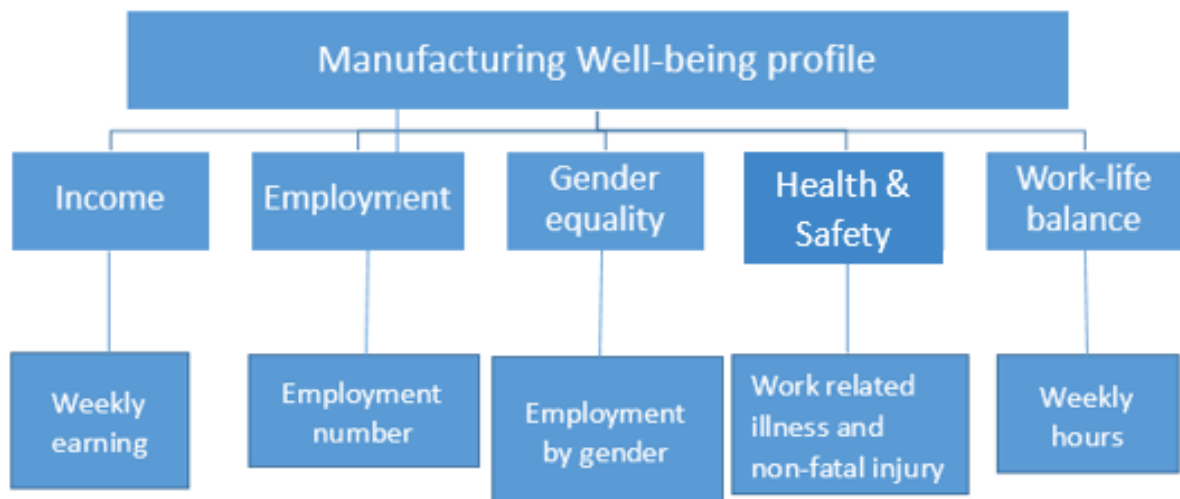 Manufacturing Well-being profile
Income
Employment
Gender
equality
Health &
Safety
Work-life
balance
Weekly
earning
Employment
number
Employment
by gender
Work related
illness and
non-fatal injury
Weekly
hours